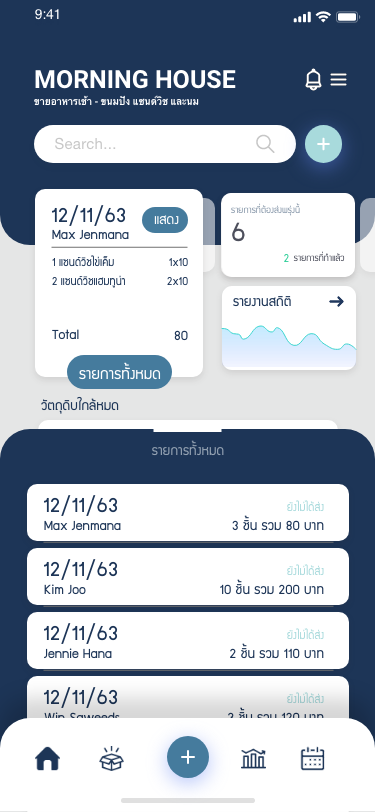 9:41
MORNING HOUSE
ขายอาหารเช้า - ขนมปัง แซนด์วิช และนม
Search...
12/11/63
แสดง
Max Jenmana
1 แซนด์วิชไข่เค็ม 1x10
2 แซนด์วิชแฮมทูน่า 2x10
Total 80
รายการทั้งหมด
รายการที่ต้องส่งพรุ่งนี้
6
2 รายการที่ทำแล้ว
รายงานสถิติ
วัตถุดิบใกล้หมด
รายการทั้งหมด
12/11/63 ยังไม่ได้ส่ง
Max Jenmana 3 ชิ้น รวม 80 บาท
12/11/63 ยังไม่ได้ส่ง
Kim Joo 10 ชิ้น รวม 200 บาท
12/11/63 ยังไม่ได้ส่ง
Jennie Hana 2 ชิ้น รวม 110 บาท
12/11/63 ยังไม่ได้ส่ง
Win Saweeds 2 ชิ้น รวม 120 บาท